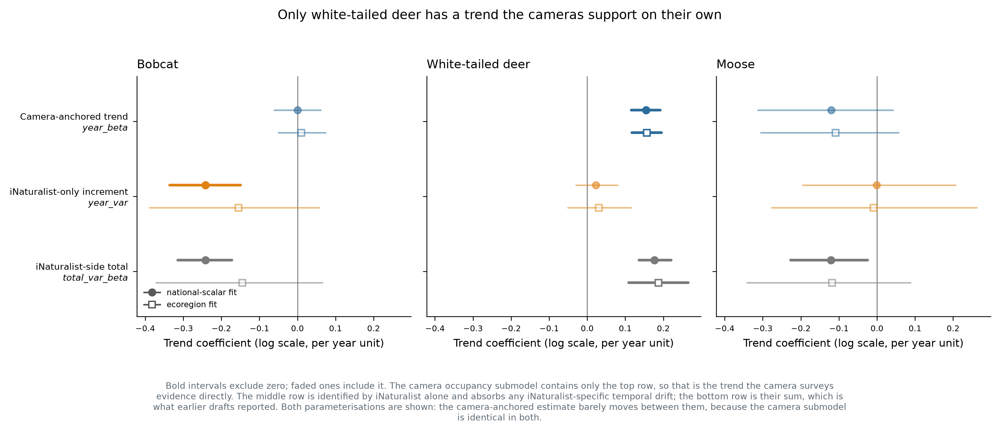 Only white-tailed deer has a trend the cameras support on their own
Bobcat
White-tailed deer
Moose
Camera-anchored trend
year_beta
iNaturalist-only increment
year_var
iNaturalist-side total
total_var_beta
national-scalar fit
ecoregion fit
−0.4 −0.3 −0.2 −0.1 0.0 0.1 0.2
−0.4 −0.3 −0.2 −0.1 0.0 0.1 0.2
−0.4 −0.3 −0.2 −0.1 0.0 0.1 0.2
Trend coefficient (log scale, per year unit)
Trend coefficient (log scale, per year unit)
Trend coefficient (log scale, per year unit)
Bold intervals exclude zero; faded ones include it. The camera occupancy submodel contains only the top row, so that is the trend the camera surveys
evidence directly. The middle row is identified by iNaturalist alone and absorbs any iNaturalist-specific temporal drift; the bottom row is their sum, which is
what earlier drafts reported. Both parameterisations are shown: the camera-anchored estimate barely moves between them, because the camera submodel
is identical in both.